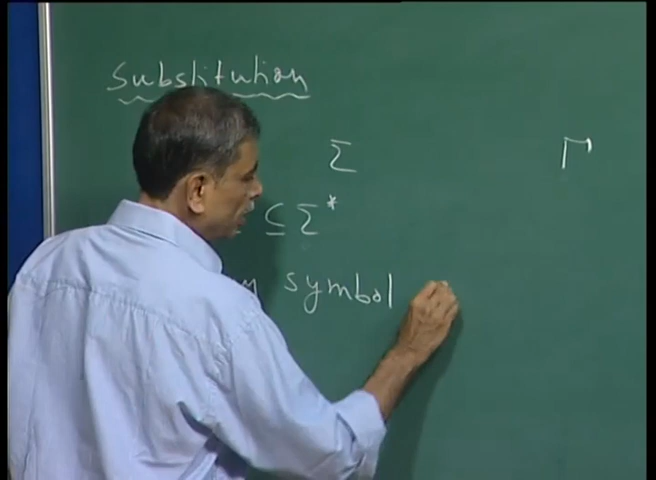 Substitution
Σ Γ
⊆ Σ*
symbol